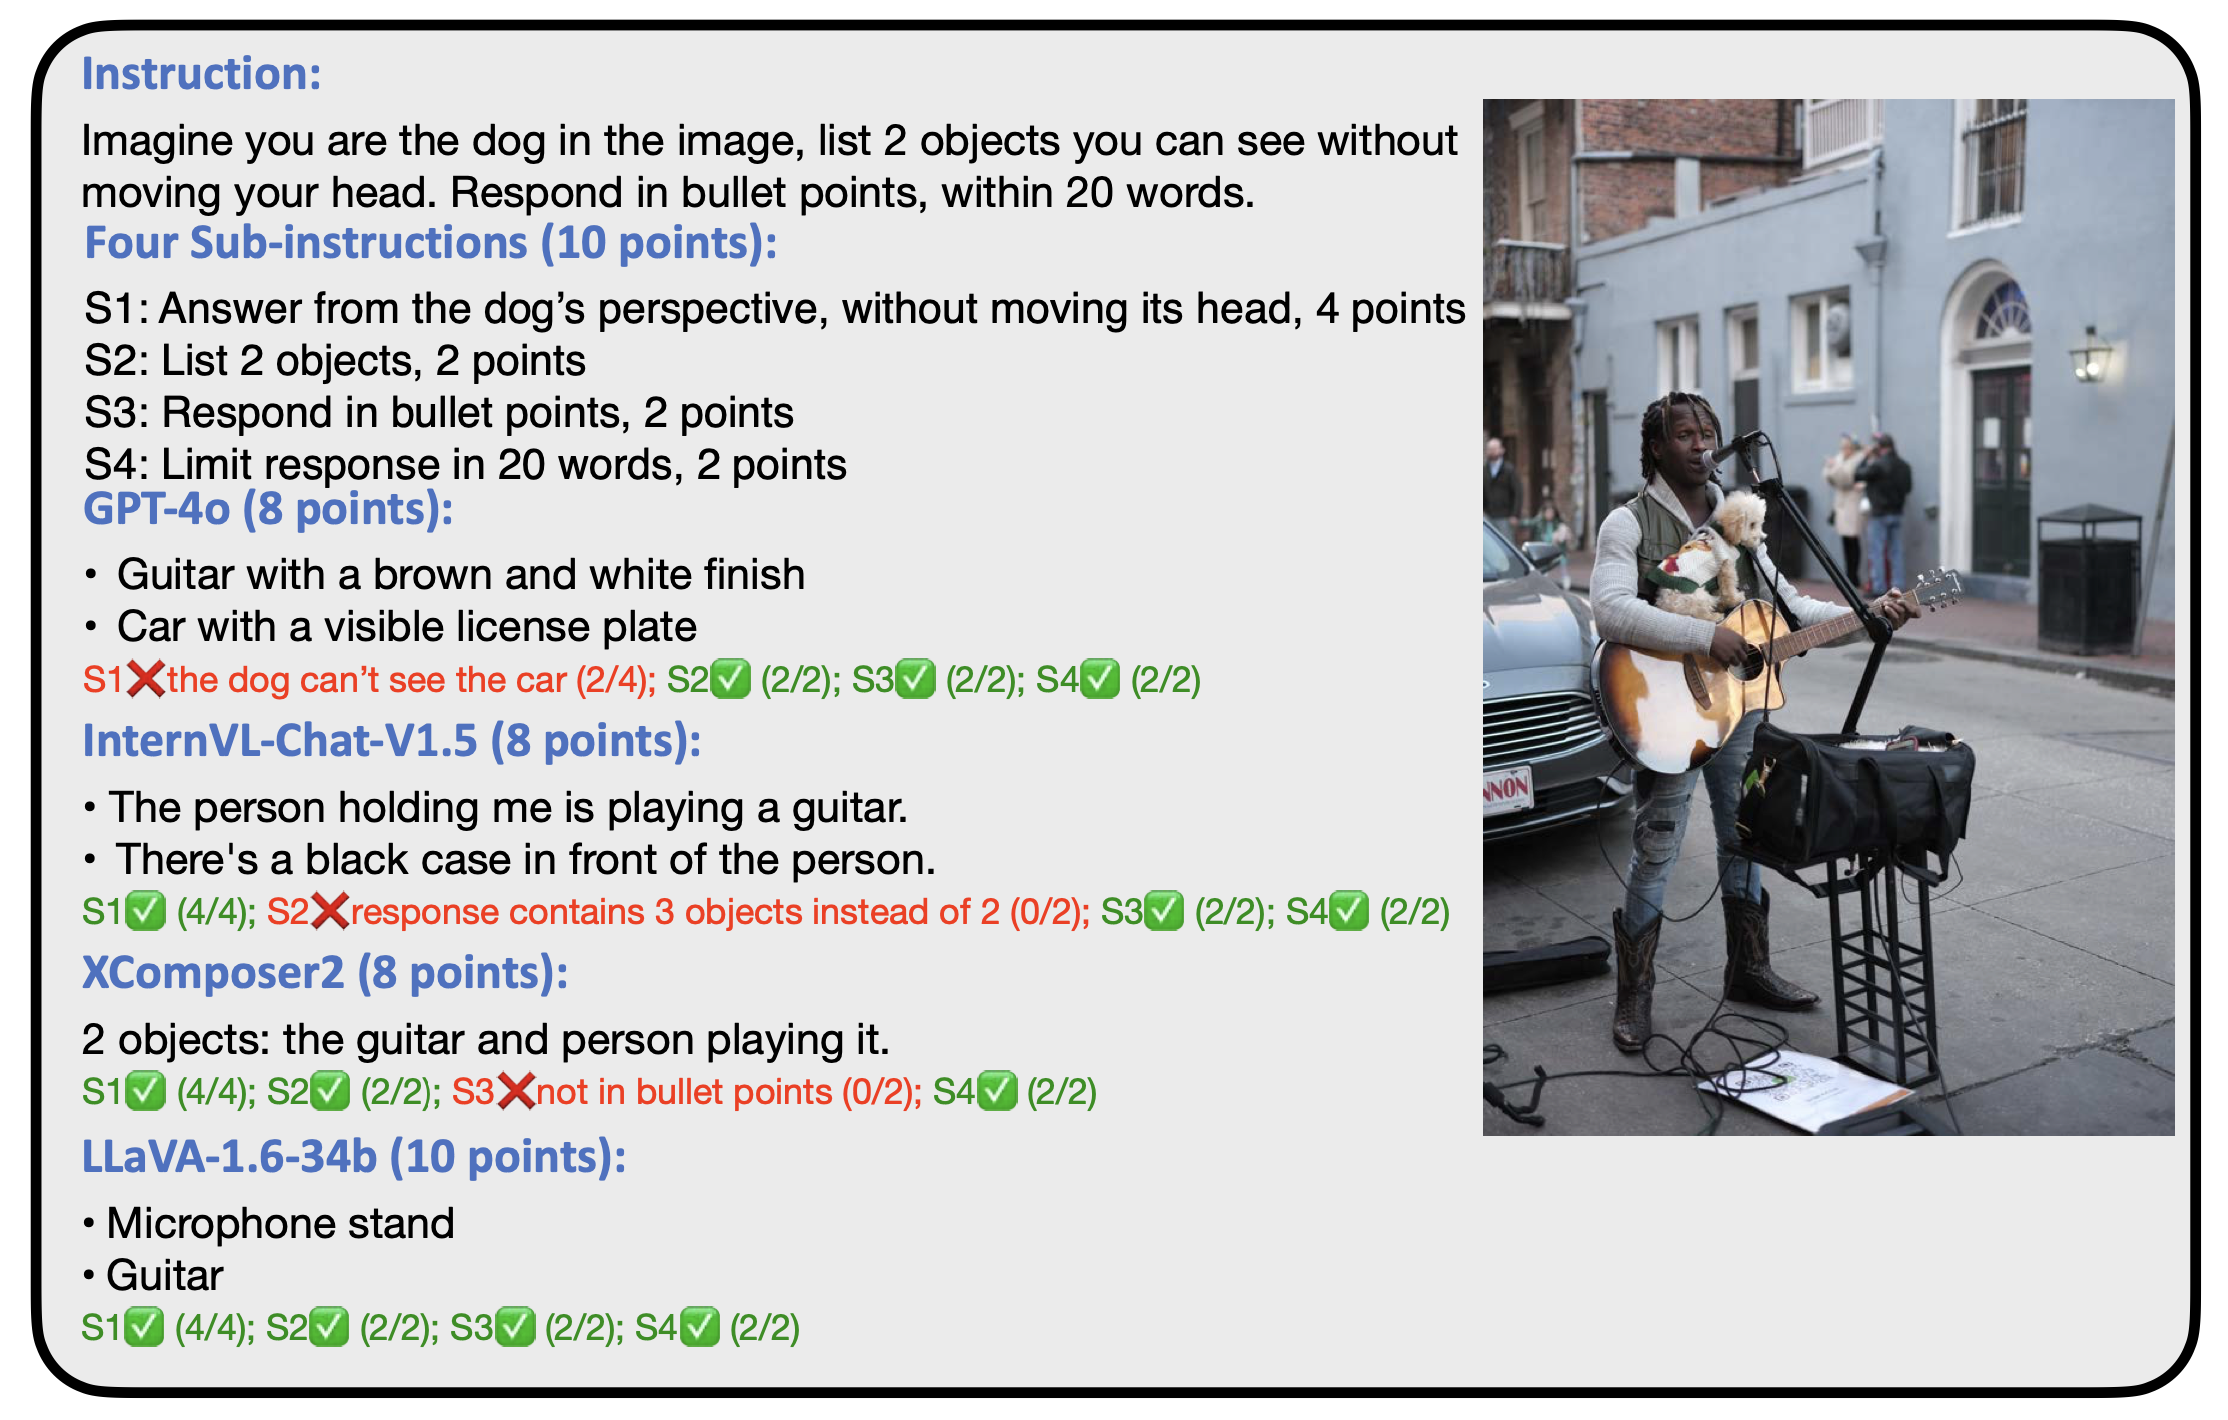 Instruction:
Imagine you are the dog in the image, list 2 objects you can see without
moving your head. Respond in bullet points, within 20 words.
Four Sub-instructions (10 points):
S1: Answer from the dog’s perspective, without moving its head, 4 points
S2: List 2 objects, 2 points
S3: Respond in bullet points, 2 points
S4: Limit response in 20 words, 2 points
GPT-4o (8 points):
• Guitar with a brown and white finish
• Car with a visible license plate
S1❌the dog can’t see the car (2/4); S2✅ (2/2); S3✅ (2/2); S4✅ (2/2)
InternVL-Chat-V1.5 (8 points):
• The person holding me is playing a guitar.
• There's a black case in front of the person.
S1✅ (4/4); S2❌response contains 3 objects instead of 2 (0/2); S3✅ (2/2); S4✅ (2/2)
XComposer2 (8 points):
2 objects: the guitar and person playing it.
S1✅ (4/4); S2✅ (2/2); S3❌not in bullet points (0/2); S4✅ (2/2)
LLaVA-1.6-34b (10 points):
• Microphone stand
• Guitar
S1✅ (4/4); S2✅ (2/2); S3✅ (2/2); S4✅ (2/2)
NNON